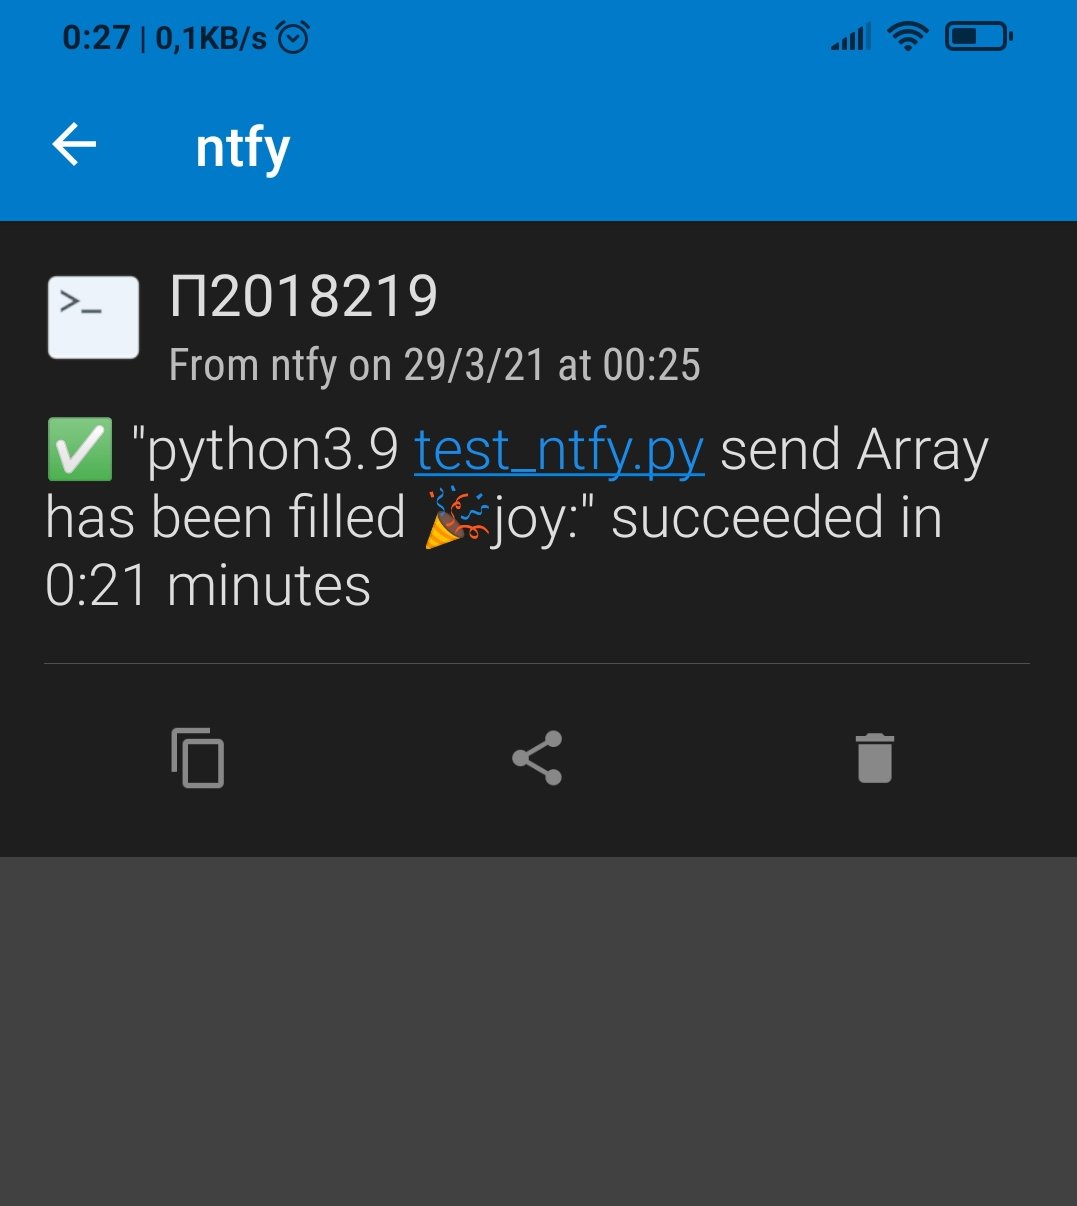 0:27 | 0,1KB/s
ntfy
>_
П2018219
From ntfy on 29/3/21 at 00:25
✅ "python3.9 test_ntfy.py send Array
has been filled 🎉joy:" succeeded in
0:21 minutes